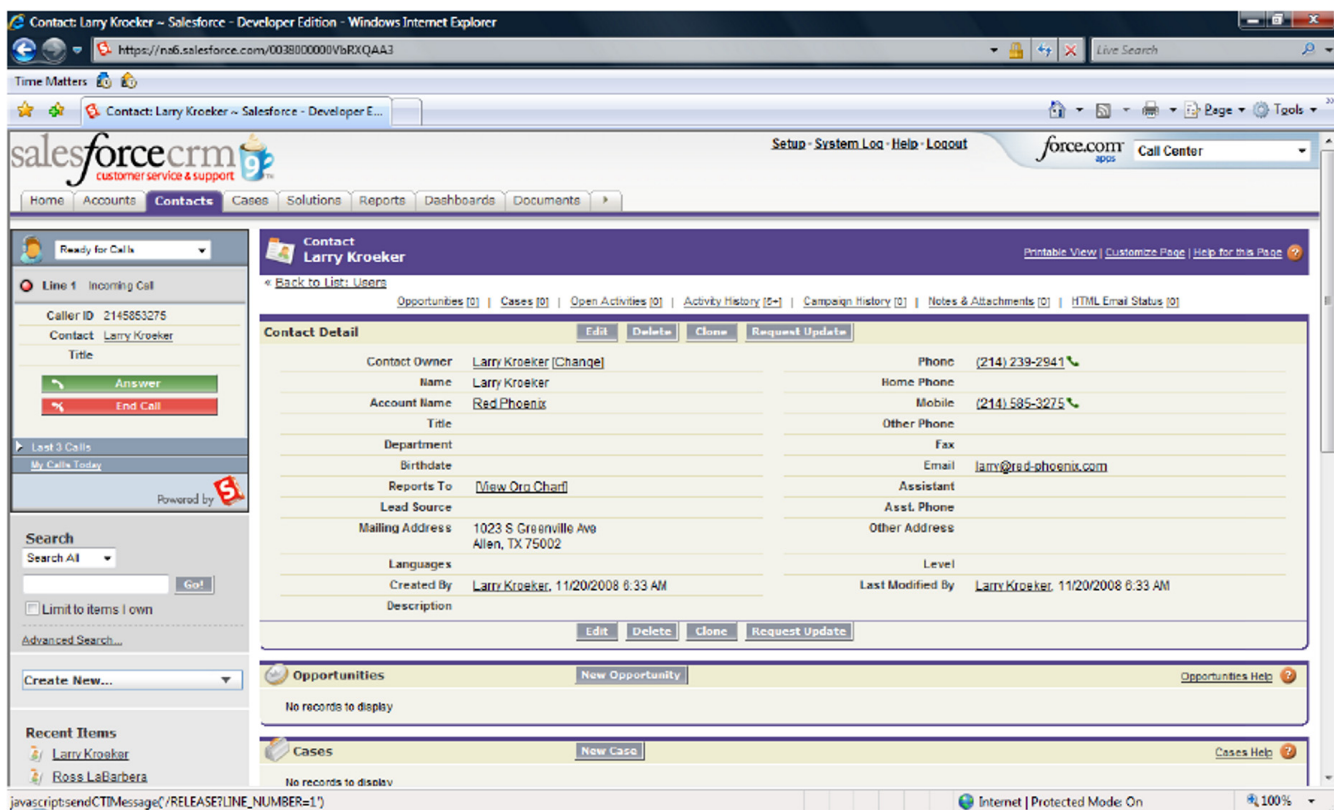 Contact: Larry Kroeker ~ Salesforce - Developer Edition - Windows Internet Explorer
https://na6.salesforce.com/0038000000VbRXQAA3
Live Search
Time Matters
Contact: Larry Kroeker ~ Salesforce - Developer E...
Page Tools
salesforcecrm
customer service & support
Setup · System Log · Help · Logout
force.com
apps
Call Center
Home Accounts Contacts Cases Solutions Reports Dashboards Documents
Ready for Calls
Line 1 Incoming Call
Caller ID 2145853275
Contact Larry Kroeker
Title
Answer
End Call
Last 3 Calls
My Calls Today
Powered by
Search
Search All
Go!
Limit to items I own
Advanced Search...
Create New...
Recent Items
Larry Kroeker
Ross LaBarbera
Contact
Larry Kroeker
Printable View | Customize Page | Help for this Page
« Back to List: Users
Opportunities [0] | Cases [0] | Open Activities [0] | Activity History [5+] | Campaign History [0] | Notes & Attachments [0] | HTML Email Status [0]
Contact Detail Edit Delete Clone Request Update
Contact Owner Larry Kroeker [Change] Phone (214) 239-2941
Name Larry Kroeker Home Phone
Account Name Red Phoenix Mobile (214) 585-3275
Title Other Phone
Department Fax
Birthdate Email larry@red-phoenix.com
Reports To [View Org Chart] Assistant
Lead Source Asst. Phone
Mailing Address 1023 S Greenville Ave Other Address
Allen, TX 75002
Languages Level
Created By Larry Kroeker, 11/20/2008 6:33 AM Last Modified By Larry Kroeker, 11/20/2008 6:33 AM
Description
Edit Delete Clone Request Update
Opportunities New Opportunity Opportunities Help
No records to display
Cases New Case Cases Help
No records to display
javascript:sendCTIMessage('/RELEASE?LINE_NUMBER=1')
Internet | Protected Mode: On
100%